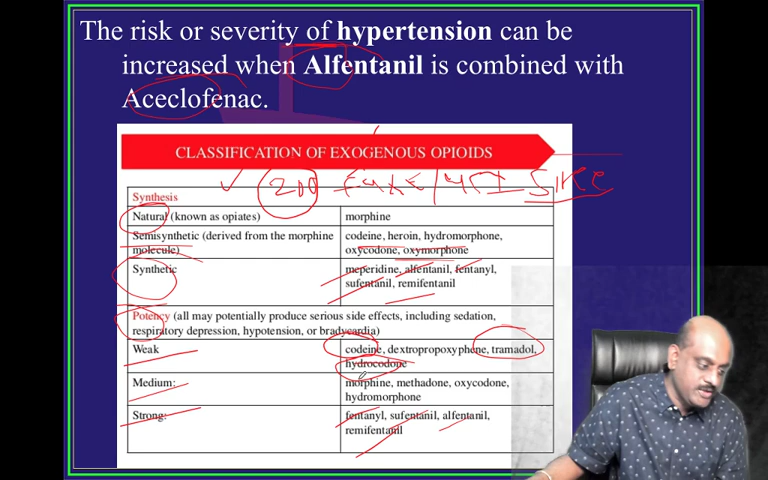 The risk or severity of hypertension can be
increased when Alfentanil is combined with
Aceclofenac.
CLASSIFICATION OF EXOGENOUS OPIOIDS
200
Synthesis
Natural (known as opiates) morphine
Semisynthetic (derived from the morphine codeine, heroin, hydromorphone,
molecule) oxycodone, oxymorphone
Synthetic meperidine, alfentanil, fentanyl,
sufentanil, remifentanil
Potency (all may potentially produce serious side effects, including sedation,
respiratory depression, hypotension, or bradycardia)
Weak codeine, dextropropoxyphene, tramadol,
hydrocodone
Medium: morphine, methadone, oxycodone,
hydromorphone
Strong: fentanyl, sufentanil, alfentanil,
remifentanil